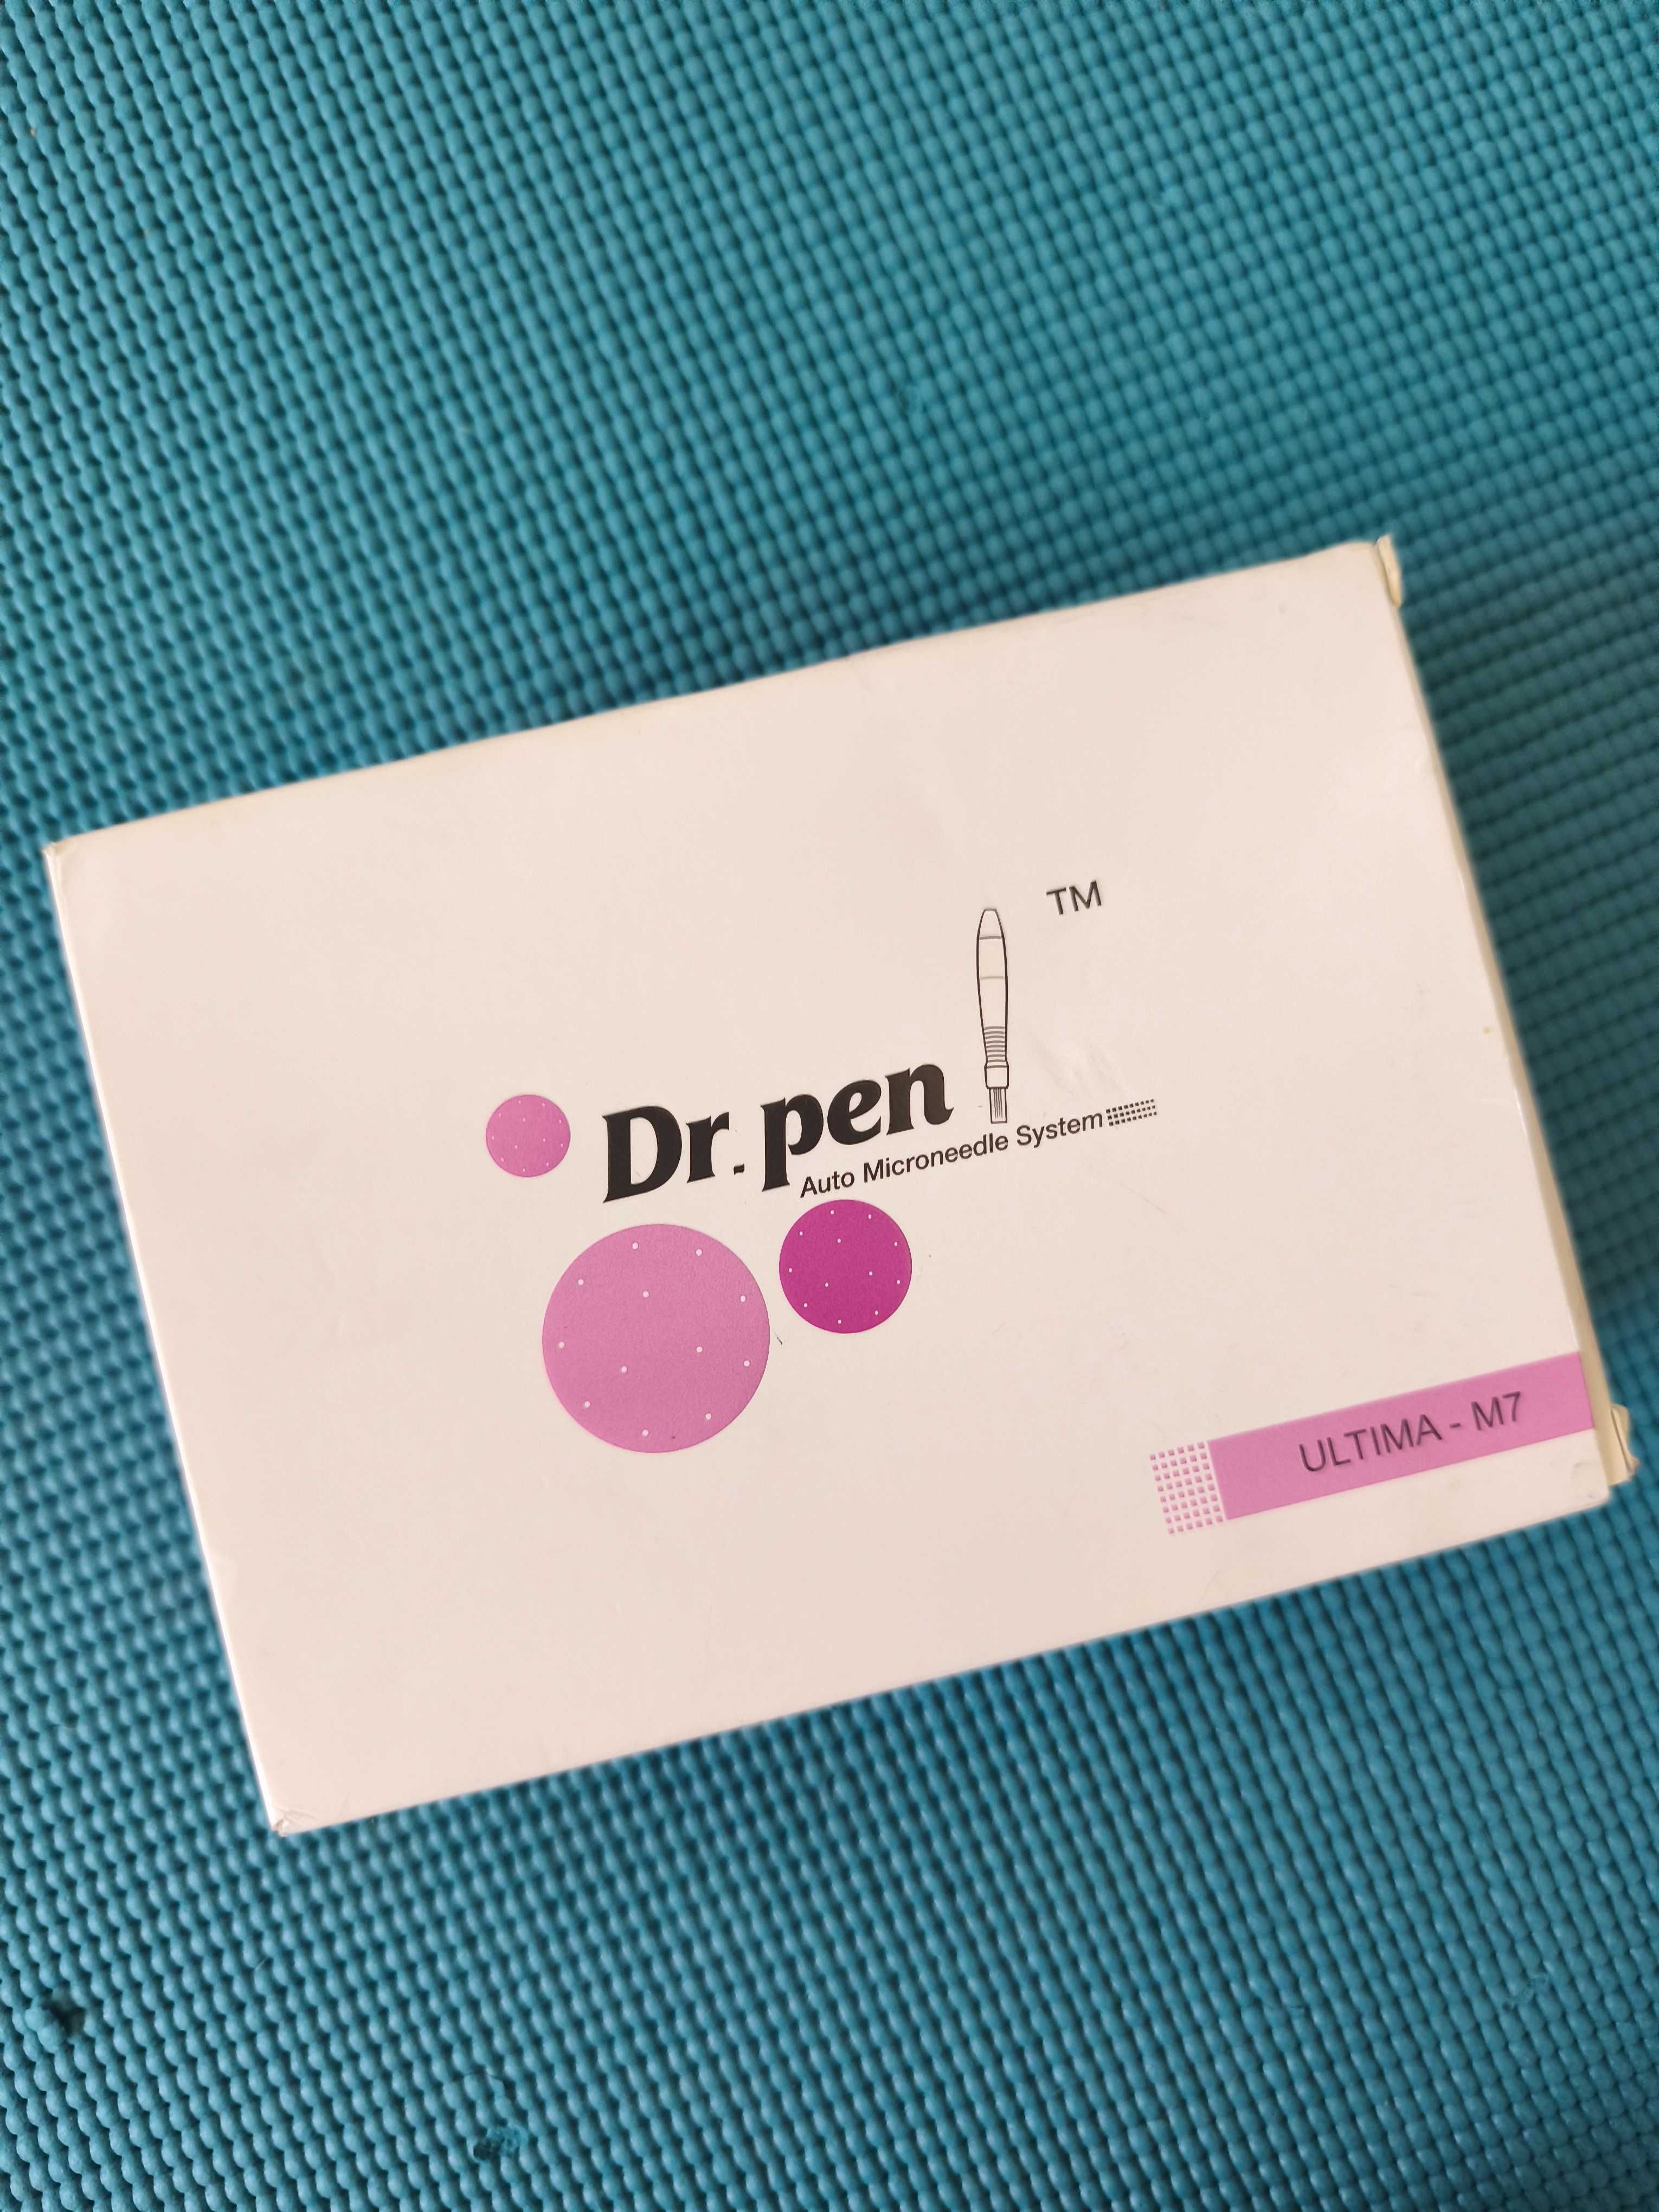 Dr. pen TM
Auto Microneedle System
ULTIMA - M7